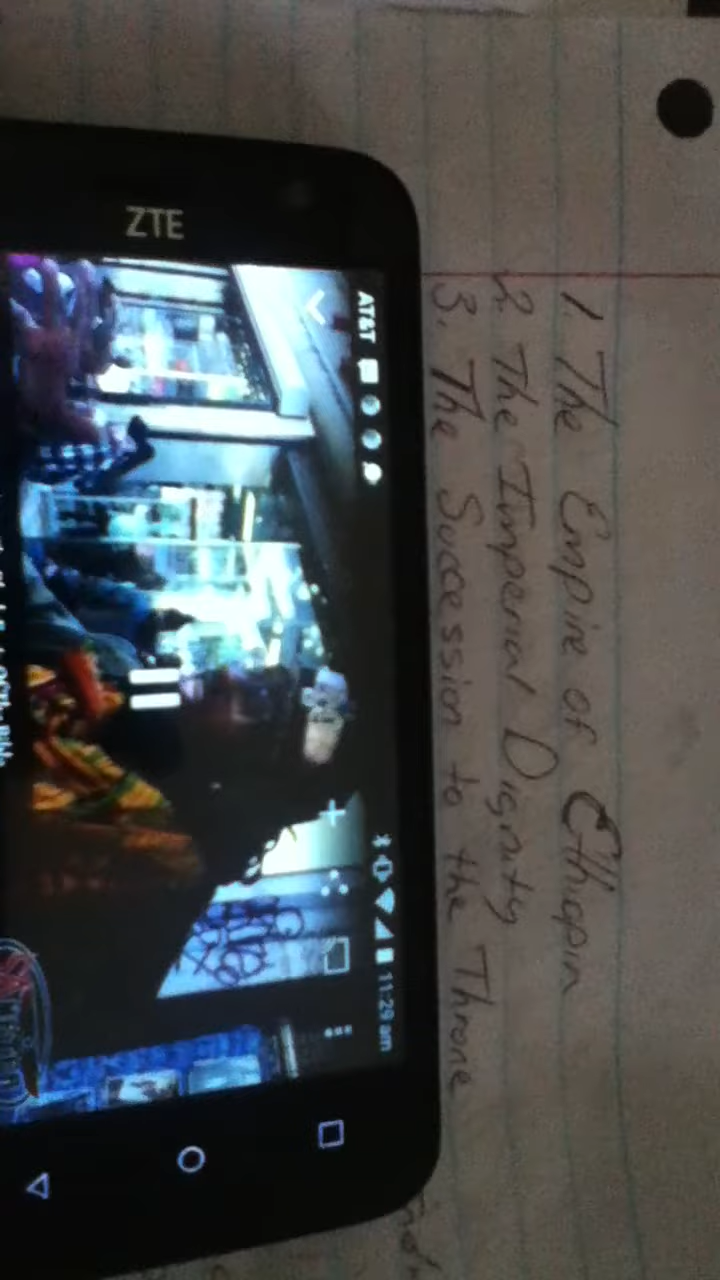 1. The Empire of Ethiopia
2. The Imperial Dignity
3. The Succession to the Throne
ZTE
AT&T 11:29 am